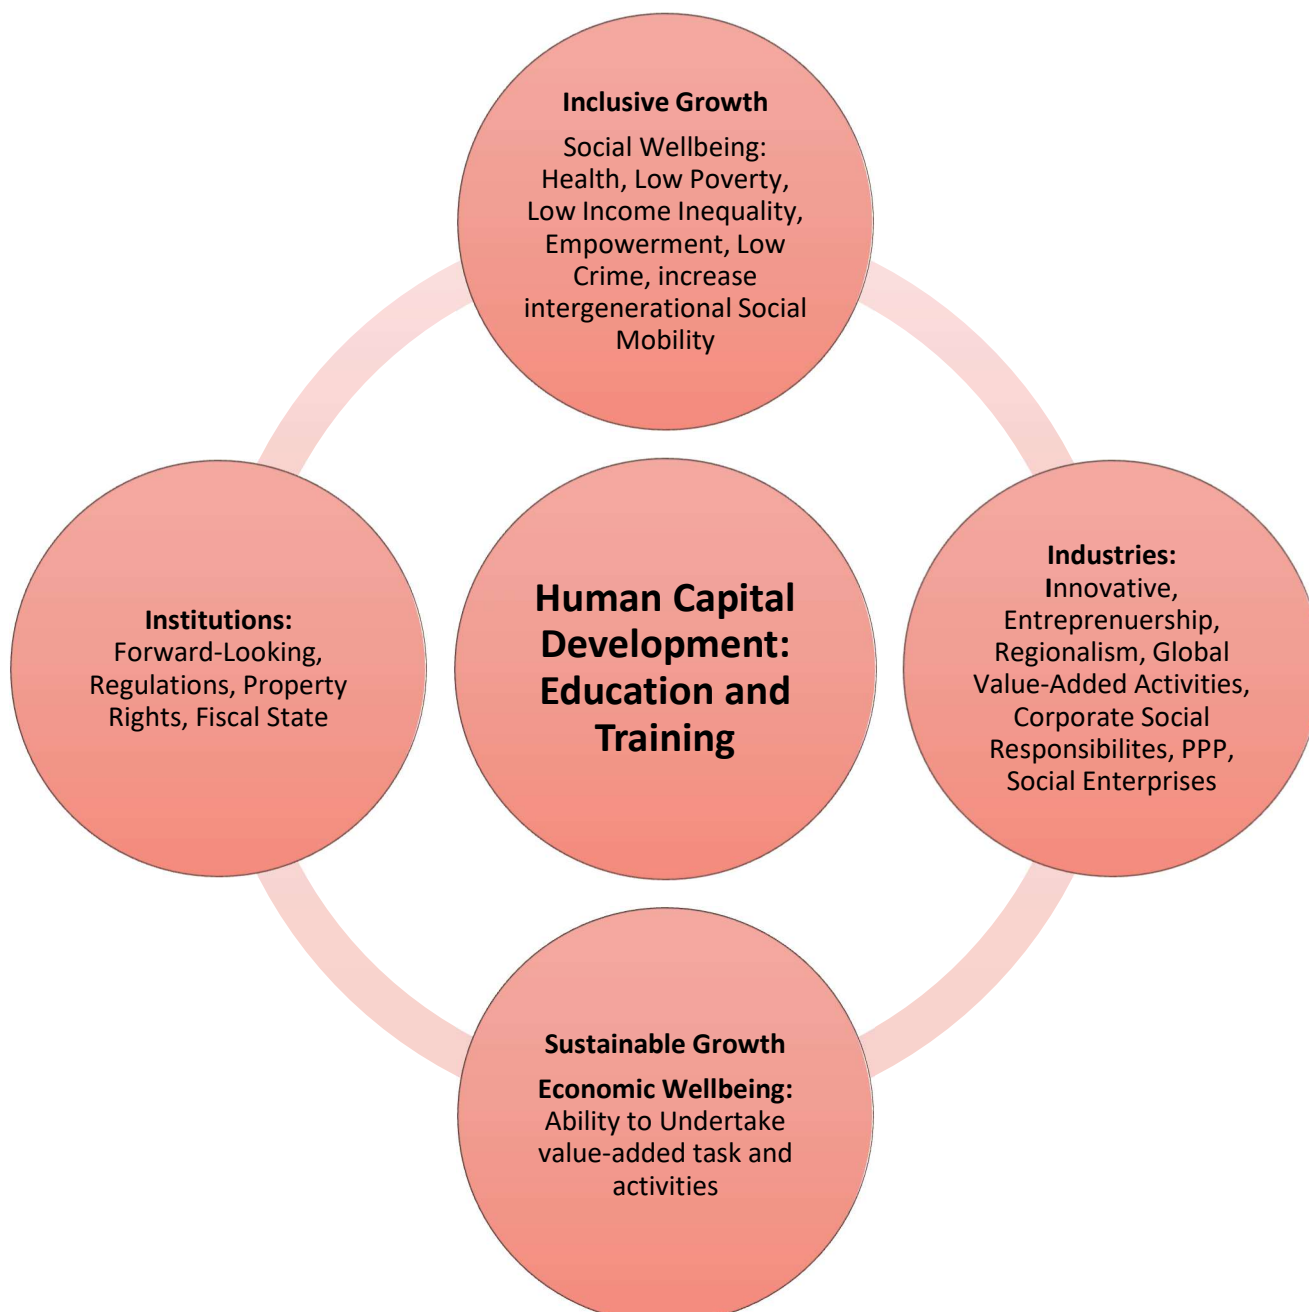 Inclusive Growth
Social Wellbeing:
Health, Low Poverty,
Low Income Inequality,
Empowerment, Low
Crime, increase
intergenerational Social
Mobility
Institutions:
Forward-Looking,
Regulations, Property
Rights, Fiscal State
Human Capital
Development:
Education and
Training
Industries:
Innovative,
Entreprenuership,
Regionalism, Global
Value-Added Activities,
Corporate Social
Responsibilites, PPP,
Social Enterprises
Sustainable Growth
Economic Wellbeing:
Ability to Undertake
value-added task and
activities